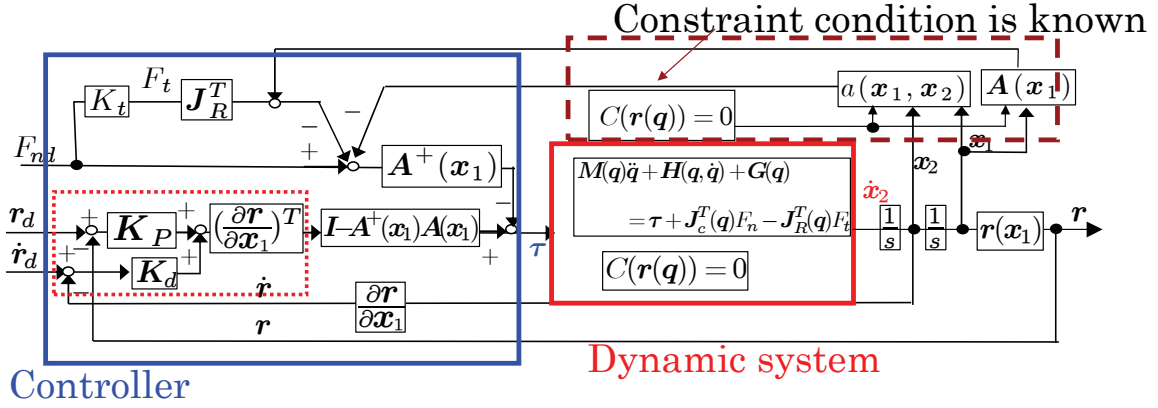 Constraint condition is known
F_t
K_t
J_R^T
a(x_1, x_2)
A(x_1)
C(r(q)) = 0
−
−
F_nd
+
A^+(x_1)
x_2
x_1
M(q)q̈ + H(q, q̇) + G(q)
= τ + J_c^T(q)F_n − J_R^T(q)F_t
C(r(q)) = 0
ẋ_2
r_d
+
−
K_P
+
(∂r/∂x_1)^T
I−A^+(x_1)A(x_1)
−
+
τ
1/s
1/s
r(x_1)
r
ṙ_d
+
−
K_d
+
ṙ
∂r/∂x_1
r
Dynamic system
Controller